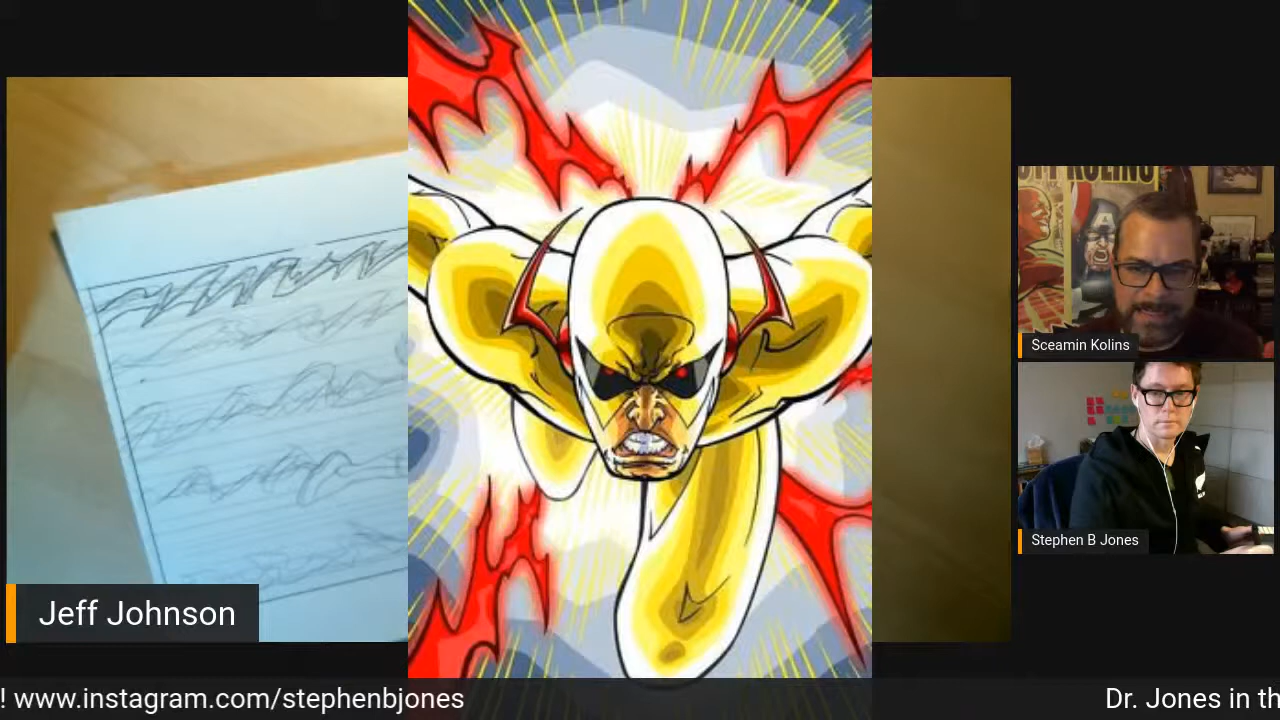 Sceamin Kolins
Stephen B Jones
Jeff Johnson
! www.instagram.com/stephenbjones
Dr. Jones in th